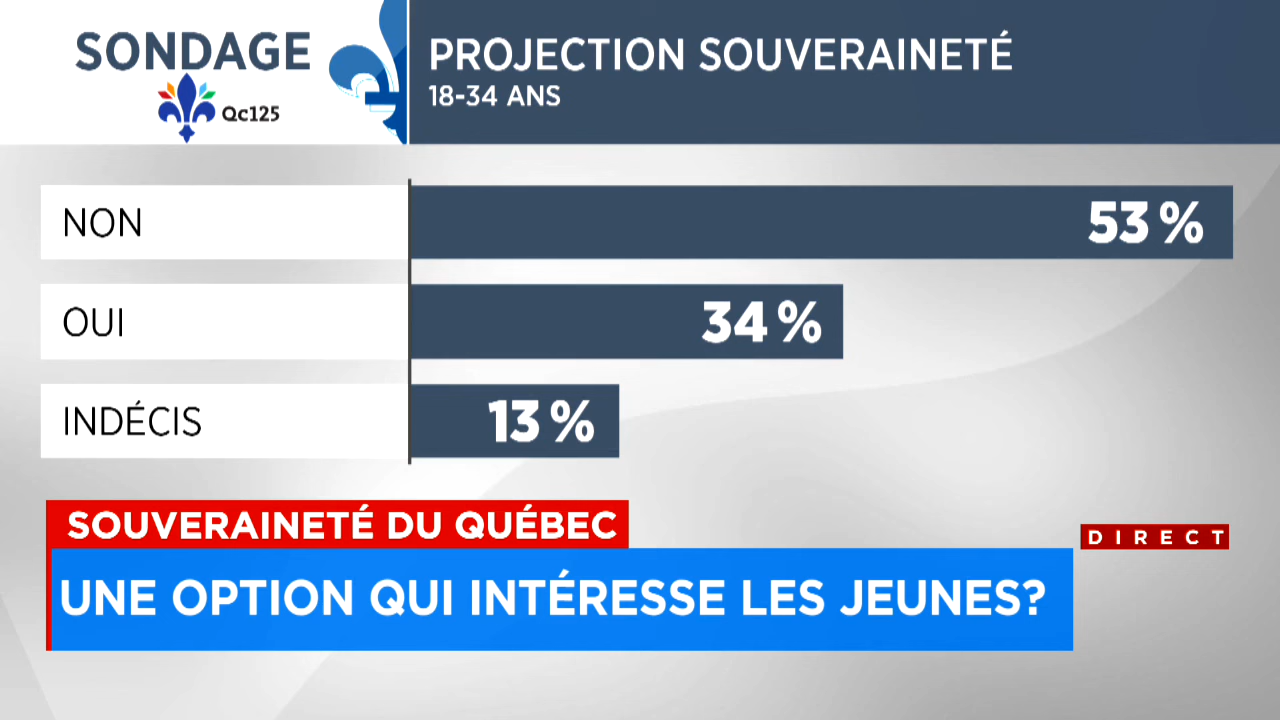 SONDAGE
Qc125
PROJECTION SOUVERAINETÉ
18-34 ANS
NON 53 %
OUI 34 %
INDÉCIS 13 %
SOUVERAINETÉ DU QUÉBEC
DIRECT
UNE OPTION QUI INTÉRESSE LES JEUNES?